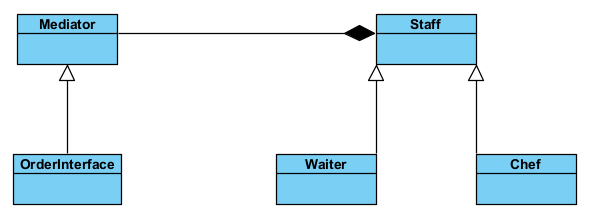 Mediator
Staff
OrderInterface
Waiter
Chef